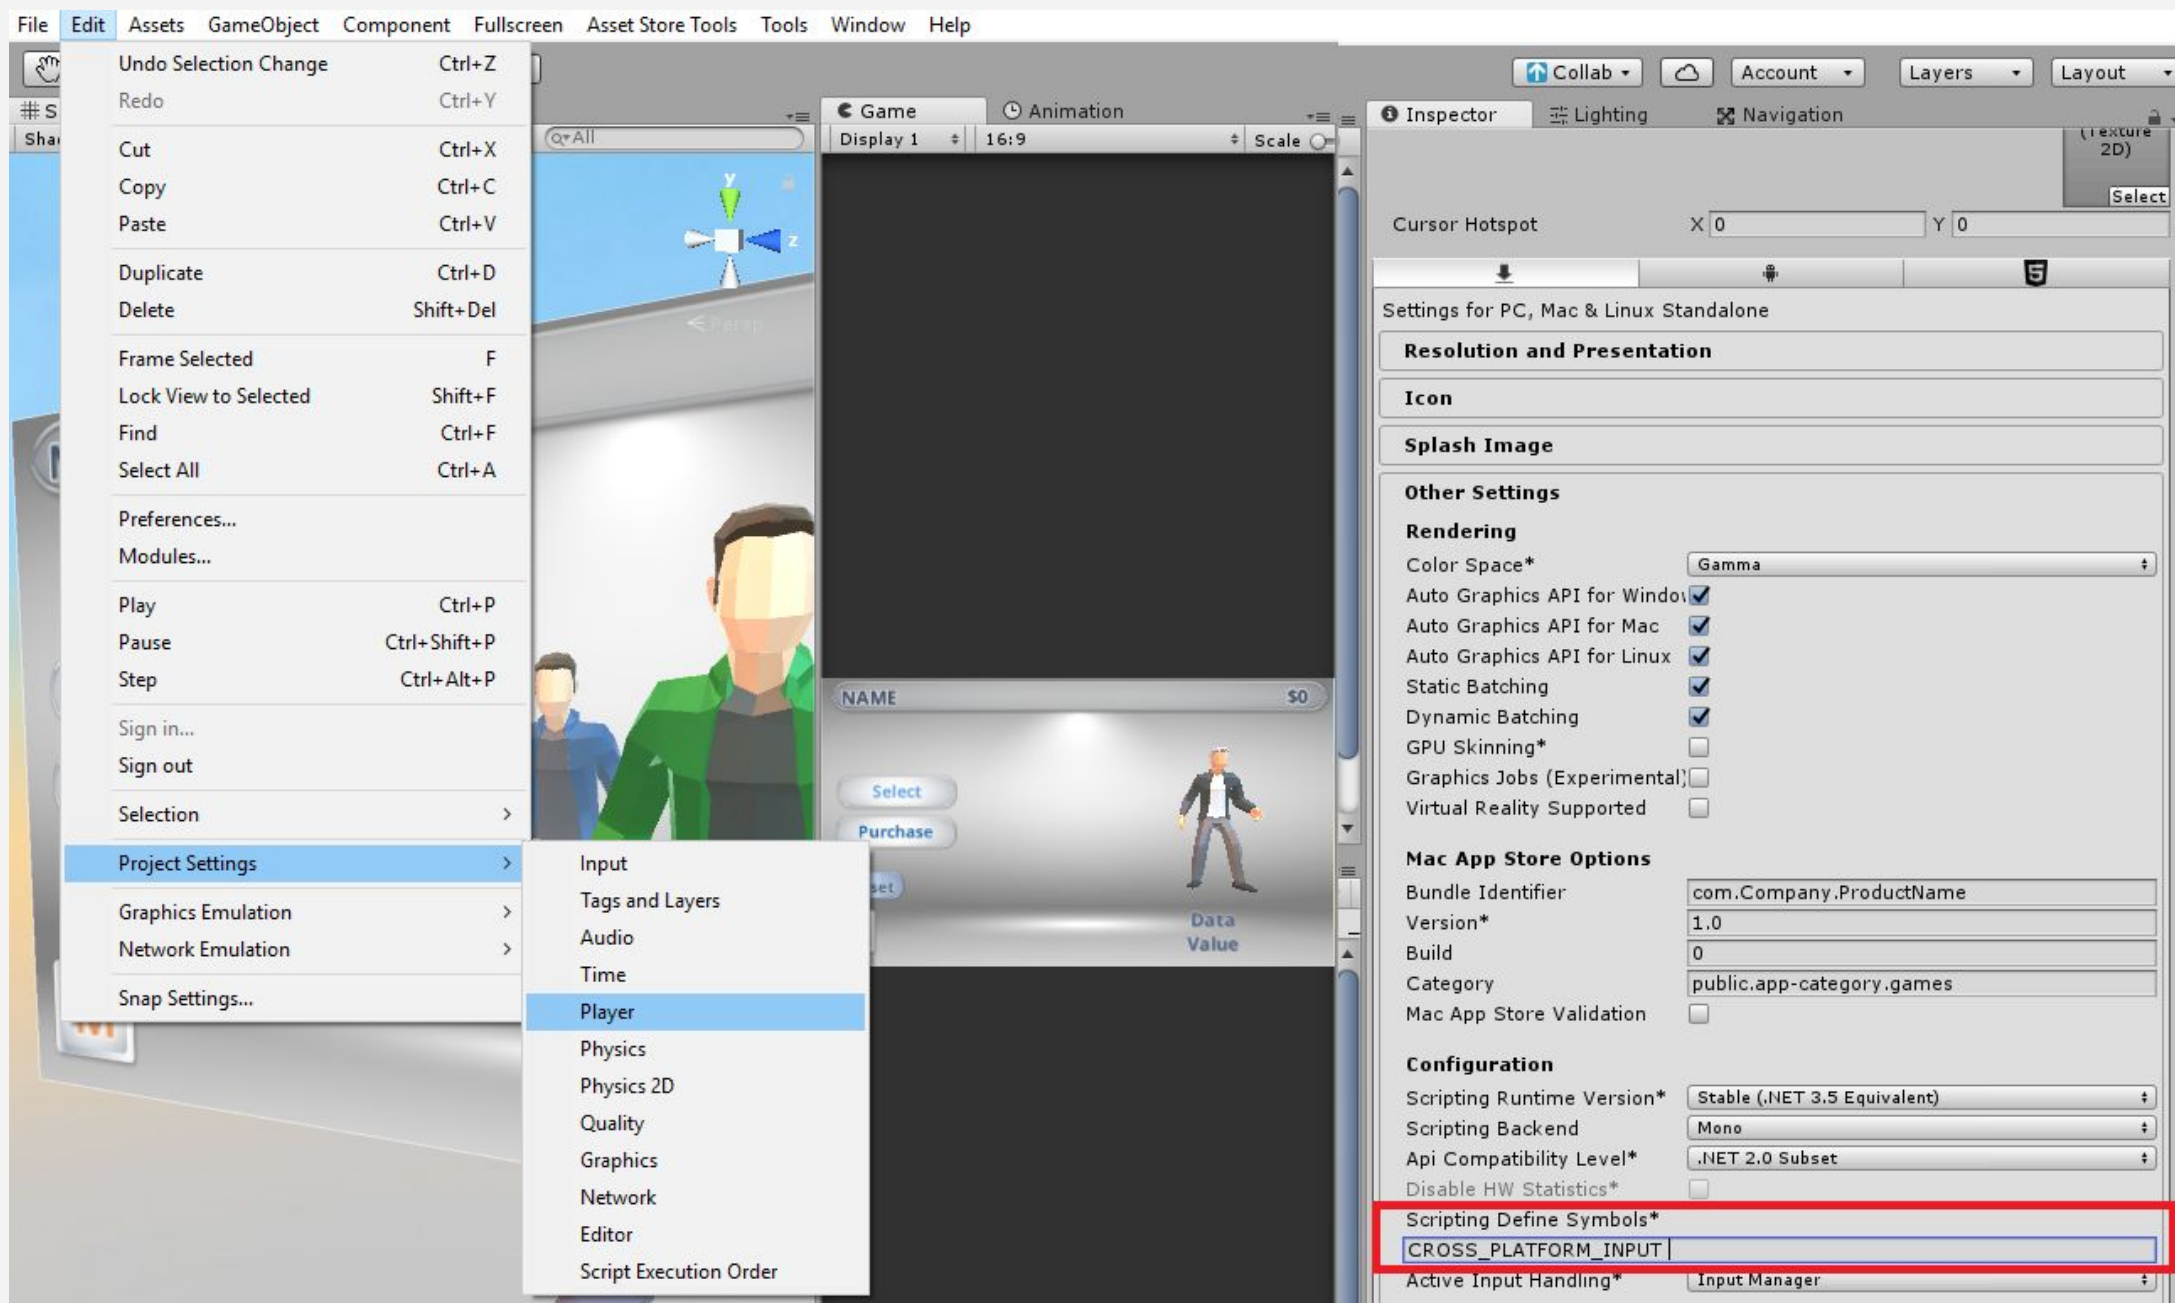 File Edit Assets GameObject Component Fullscreen Asset Store Tools Tools Window Help
Undo Selection Change Ctrl+Z
Redo Ctrl+Y
Cut Ctrl+X
Copy Ctrl+C
Paste Ctrl+V
Duplicate Ctrl+D
Delete Shift+Del
Frame Selected F
Lock View to Selected Shift+F
Find Ctrl+F
Select All Ctrl+A
Preferences...
Modules...
Play Ctrl+P
Pause Ctrl+Shift+P
Step Ctrl+Alt+P
Sign in...
Sign out
Selection
Project Settings
Graphics Emulation
Network Emulation
Snap Settings...
Input
Tags and Layers
Audio
Time
Player
Physics
Physics 2D
Quality
Graphics
Network
Editor
Script Execution Order
All
y
z
Persp
Game Animation
Display 1 16:9 Scale
NAME $0
Select
Purchase
Data
Value
Collab Account Layers Layout
Inspector Lighting Navigation
(Texture
2D)
Select
Cursor Hotspot X 0 Y 0
Settings for PC, Mac & Linux Standalone
Resolution and Presentation
Icon
Splash Image
Other Settings
Rendering
Color Space* Gamma
Auto Graphics API for Windo
Auto Graphics API for Mac
Auto Graphics API for Linux
Static Batching
Dynamic Batching
GPU Skinning*
Graphics Jobs (Experimental)
Virtual Reality Supported
Mac App Store Options
Bundle Identifier com.Company.ProductName
Version* 1.0
Build 0
Category public.app-category.games
Mac App Store Validation
Configuration
Scripting Runtime Version* Stable (.NET 3.5 Equivalent)
Scripting Backend Mono
Api Compatibility Level* .NET 2.0 Subset
Disable HW Statistics*
Scripting Define Symbols*
CROSS_PLATFORM_INPUT
Active Input Handling* Input Manager